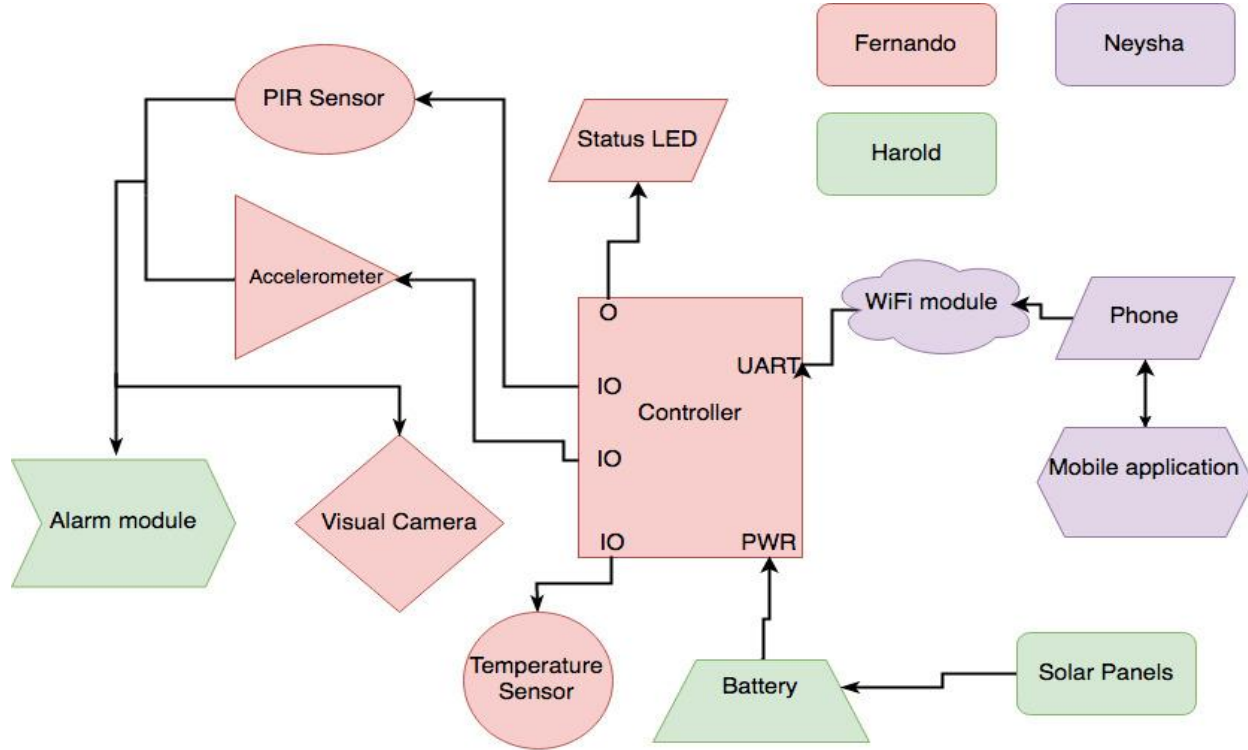 Fernando
Neysha
PIR Sensor
Status LED
Harold
Accelerometer
O
WiFi module
Phone
UART
IO
Controller
IO
Mobile application
Alarm module
Visual Camera
IO
PWR
Temperature
Sensor
Battery
Solar Panels